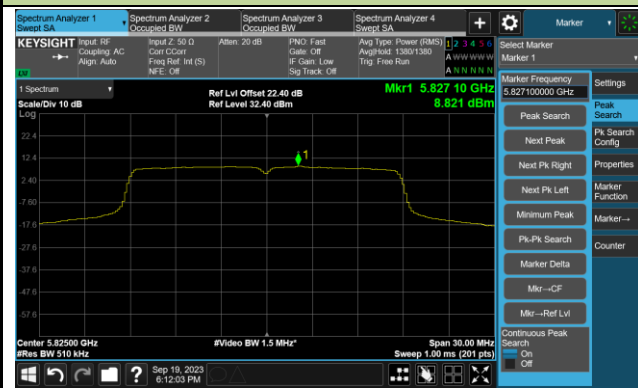 Spectrum Analyzer 1
Swept SA
Spectrum Analyzer 2
Occupied BW
Spectrum Analyzer 3
Occupied BW
Spectrum Analyzer 4
Swept SA
+
Marker
KEYSIGHT
Input: RF
Coupling: AC
Align: Auto
Input Z: 50 Ω
Corr CCorr
Freq Ref: Int (S)
NFE: Off
Atten: 20 dB
PNO: Fast
Gate: Off
IF Gain: Low
Sig Track: Off
Avg Type: Power (RMS)
Avg|Hold: 1380/1380
Trig: Free Run
1 2 3 4 5 6
A W W W W W
A N N N N N
Select Marker
Marker 1
1 Spectrum
Scale/Div 10 dB
Log
Ref Lvl Offset 22.40 dB
Ref Level 32.40 dBm
Mkr1 5.827 10 GHz
8.821 dBm
22.4
12.4
2.40
-7.60
-17.6
-27.6
-37.6
-47.6
-57.6
1
Center 5.82500 GHz
#Res BW 510 kHz
#Video BW 1.5 MHz*
Span 30.00 MHz
Sweep 1.00 ms (201 pts)
Marker Frequency
5.827100000 GHz
Peak Search
Next Peak
Next Pk Right
Next Pk Left
Minimum Peak
Pk-Pk Search
Marker Delta
Mkr→CF
Mkr→Ref Lvl
Continuous Peak
Search
On
Off
Settings
Peak
Search
Pk Search
Config
Properties
Marker
Function
Marker→
Counter
?
Sep 19, 2023
6:12:03 PM